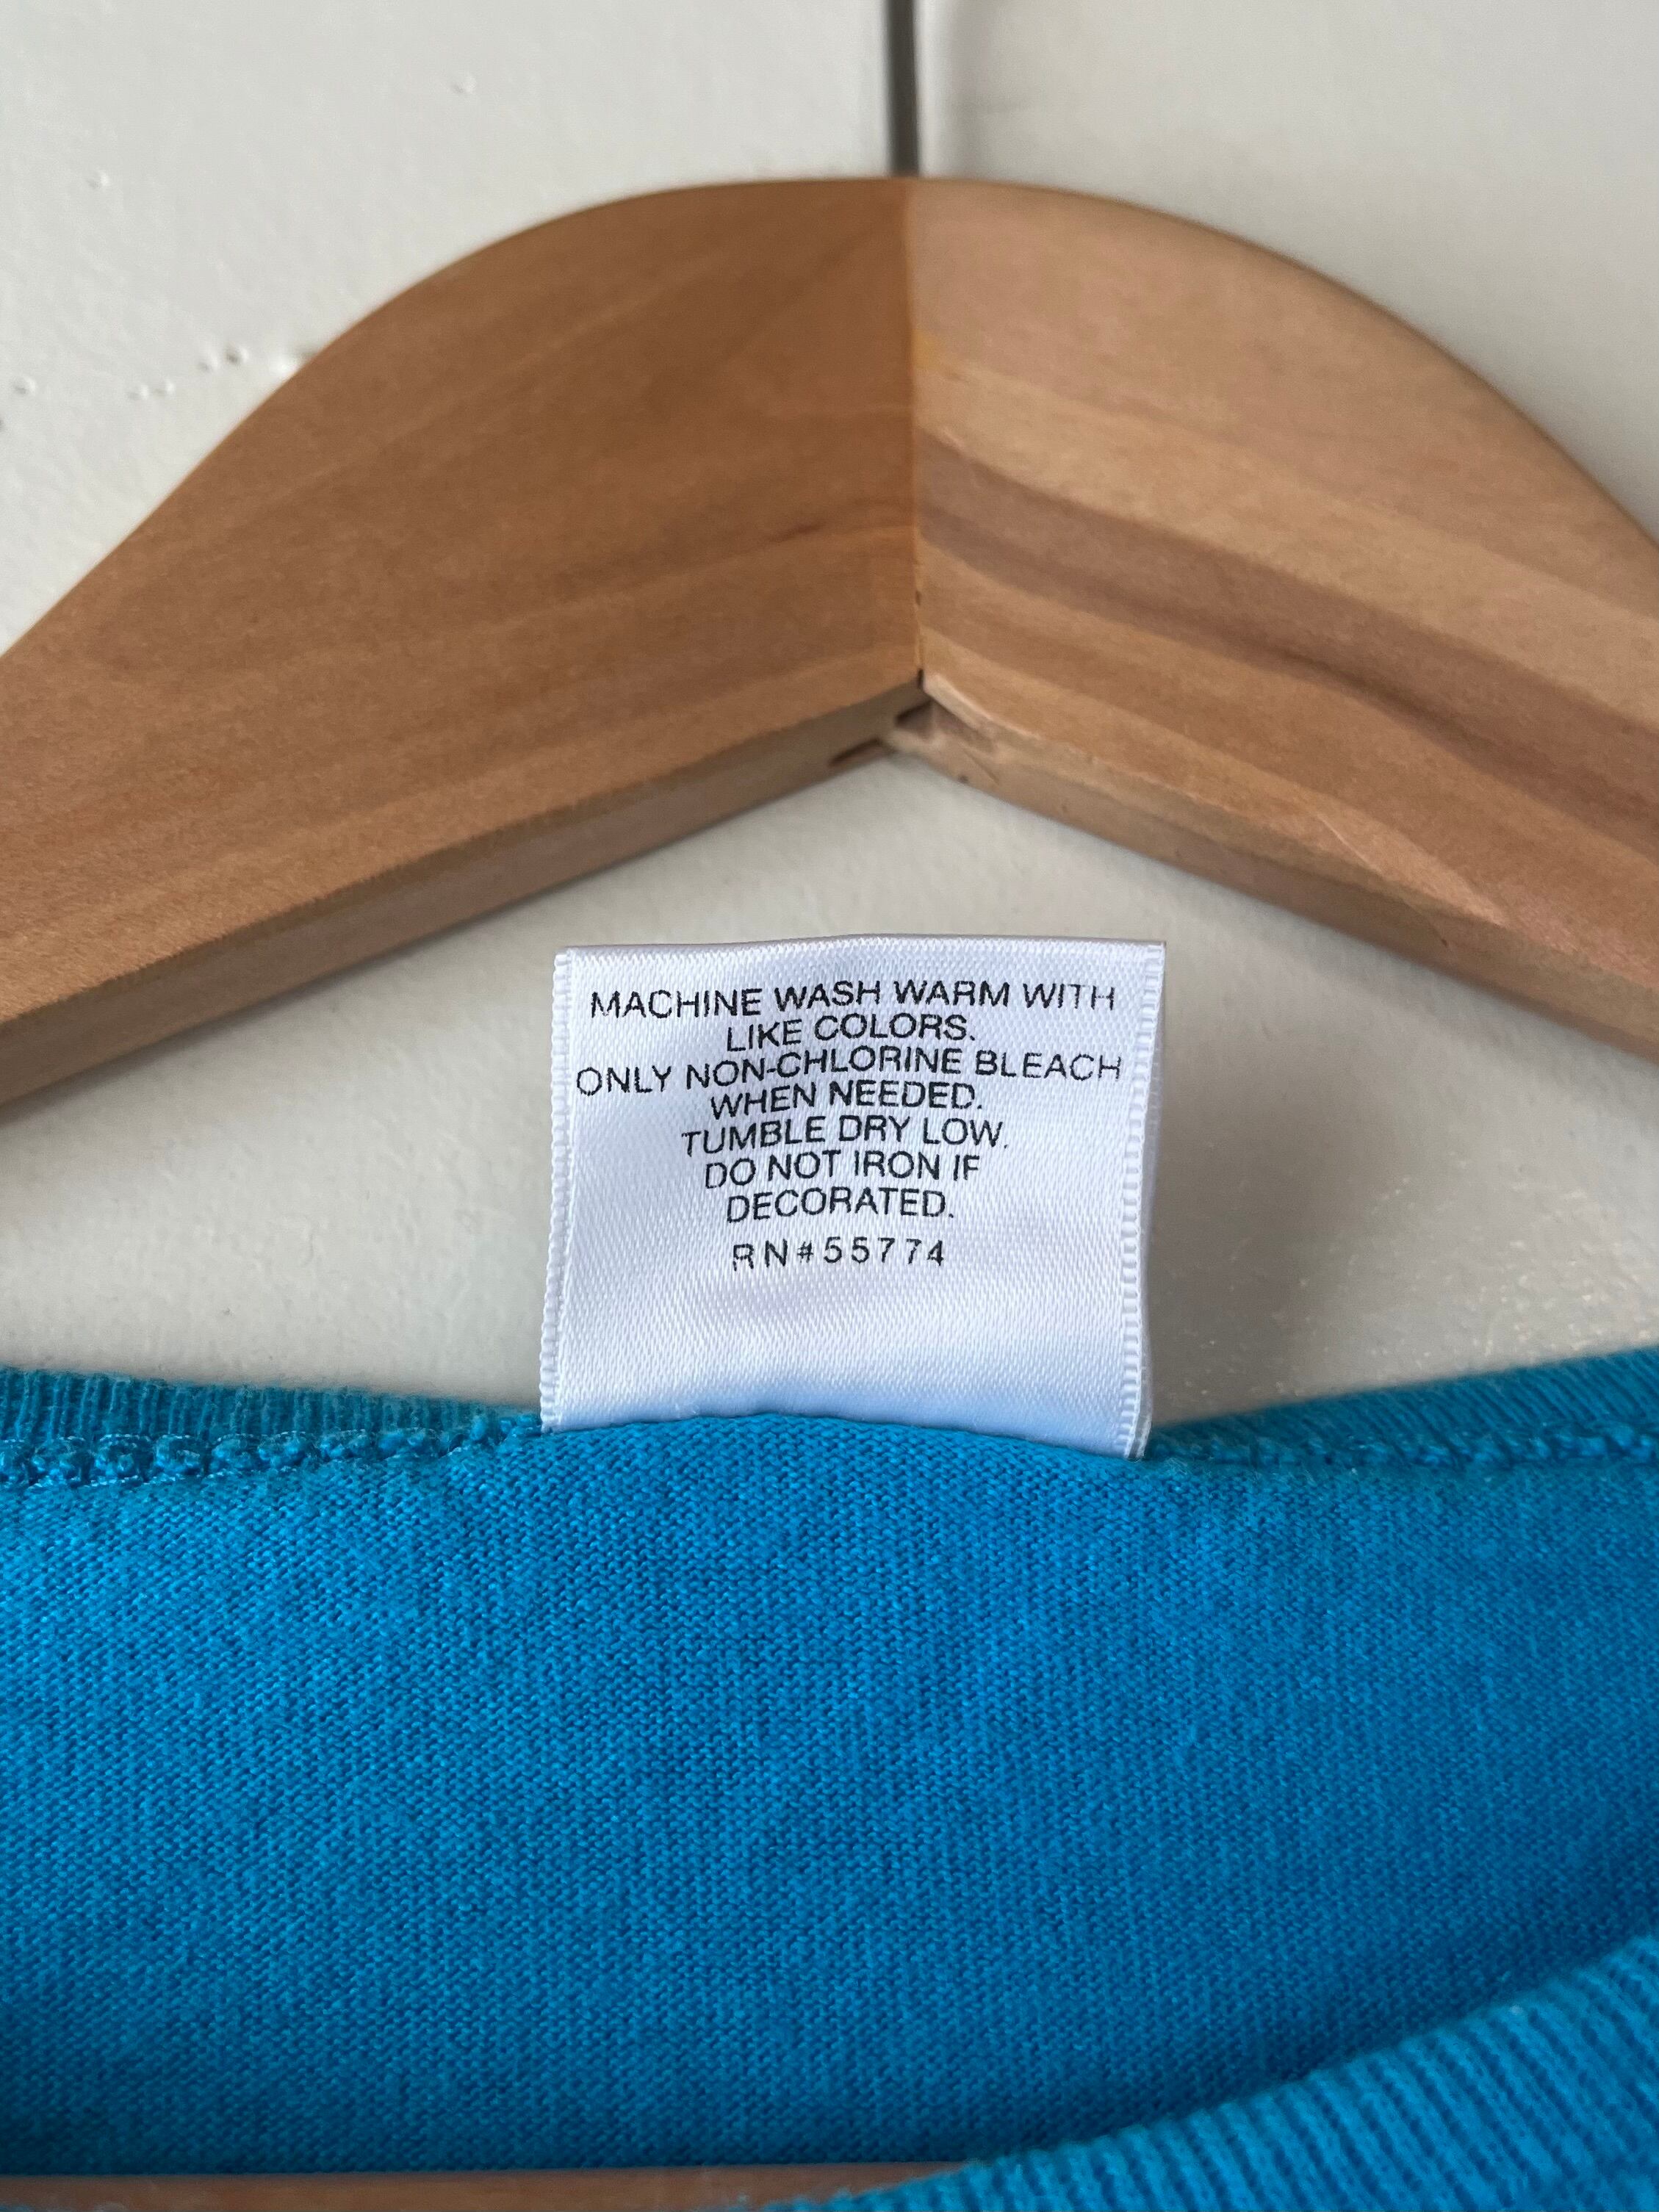 MACHINE WASH WARM WITH
LIKE COLORS.
ONLY NON-CHLORINE BLEACH
WHEN NEEDED.
TUMBLE DRY LOW.
DO NOT IRON IF
DECORATED.
RN#55774